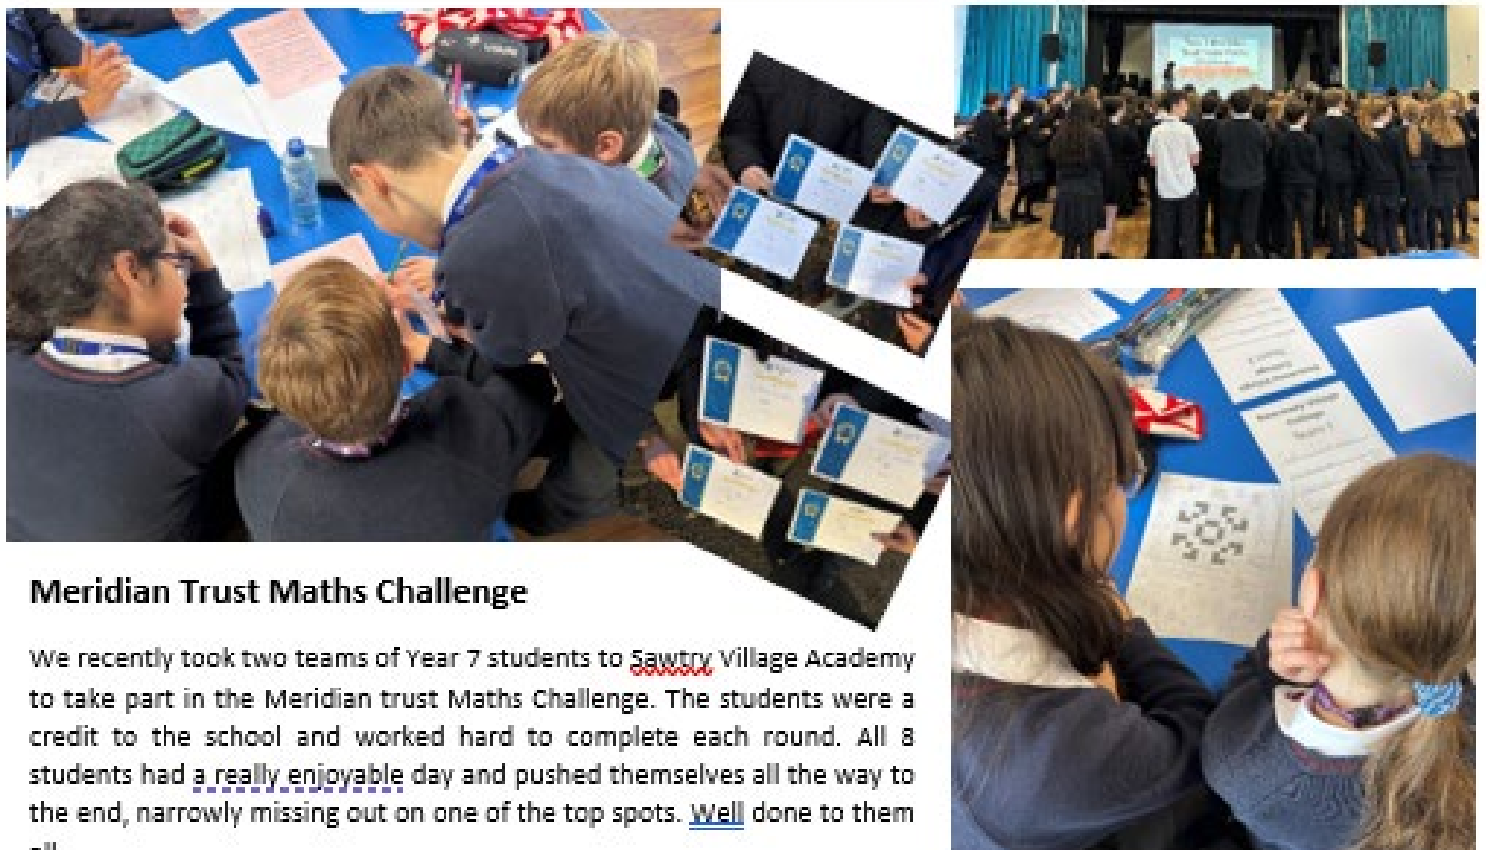 Meridian Trust Maths Challenge
We recently took two teams of Year 7 students to Sawtry Village Academy
to take part in the Meridian trust Maths Challenge. The students were a
credit to the school and worked hard to complete each round. All 8
students had a really enjoyable day and pushed themselves all the way to
the end, narrowly missing out on one of the top spots. Well done to them